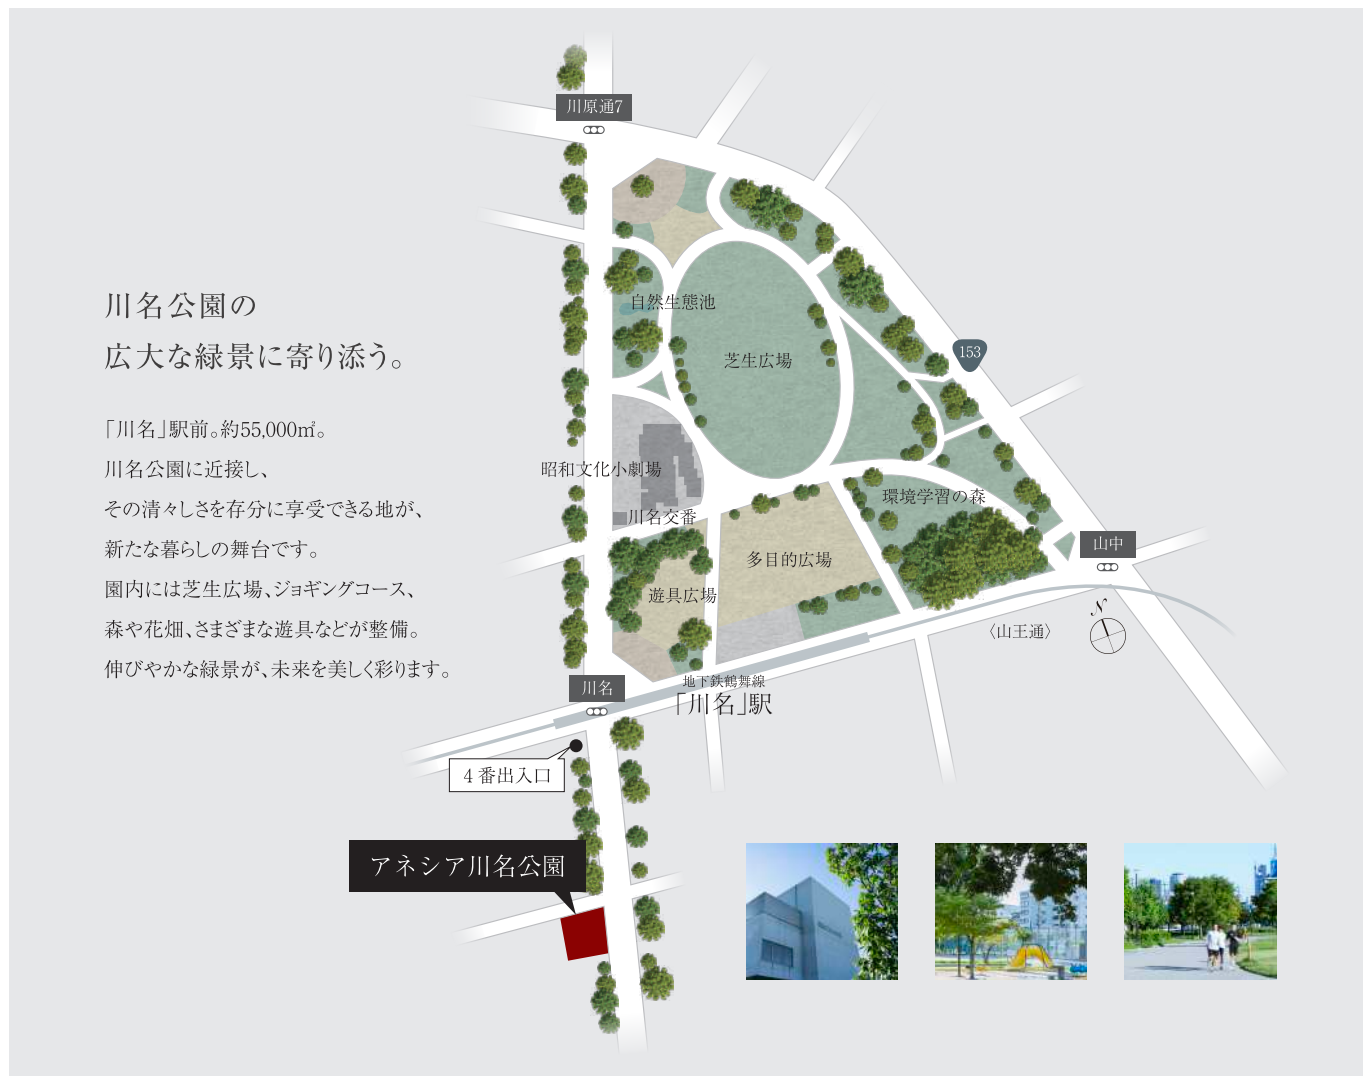 川名公園の
広大な緑景に寄り添う。
「川名」駅前。約55,000㎡。
川名公園に近接し、
その清々しさを存分に享受できる地が、
新たな暮らしの舞台です。
園内には芝生広場、ジョギングコース、
森や花畑、さまざまな遊具などが整備。
伸びやかな緑景が、未来を美しく彩ります。
川原通7
自然生態池
芝生広場
153
昭和文化小劇場
川名交番
環境学習の森
多目的広場
遊具広場
山中
N
〈山王通〉
川名
地下鉄鶴舞線
「川名」駅
4番出入口
アネシア川名公園